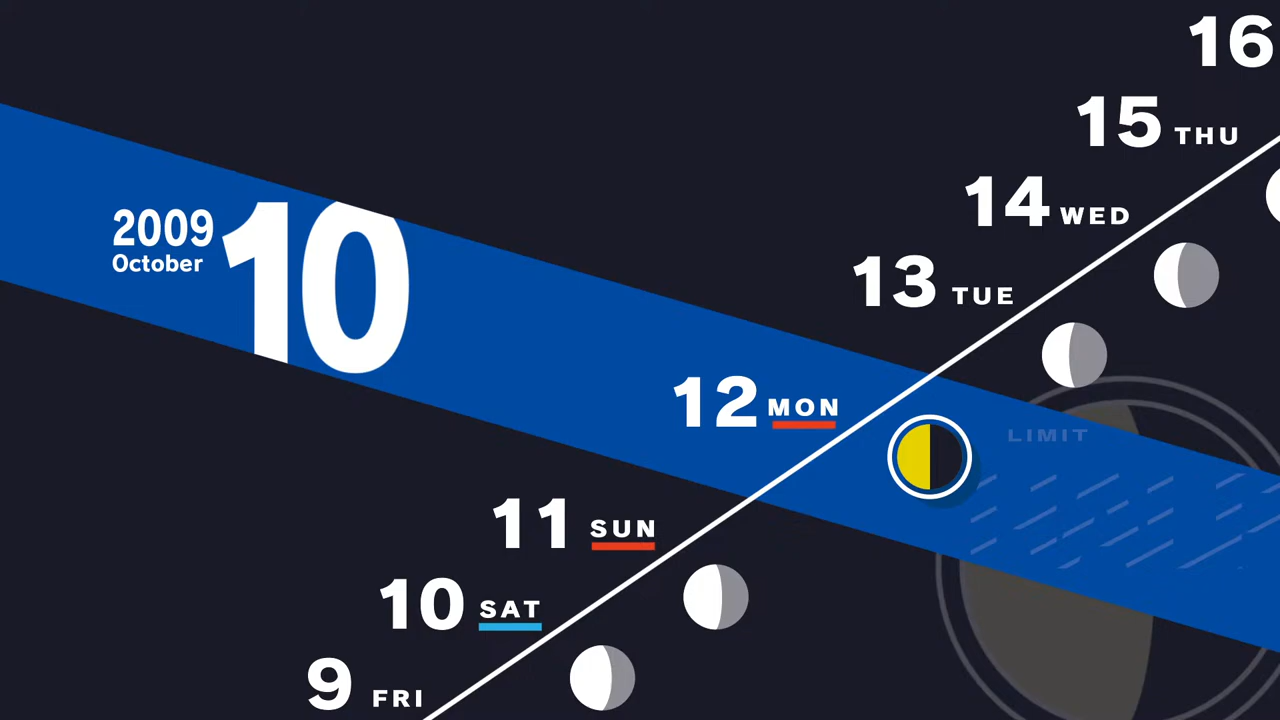 16
15 THU
14 WED
2009
October
10
13 TUE
12 MON
LIMIT
11 SUN
10 SAT
9 FRI